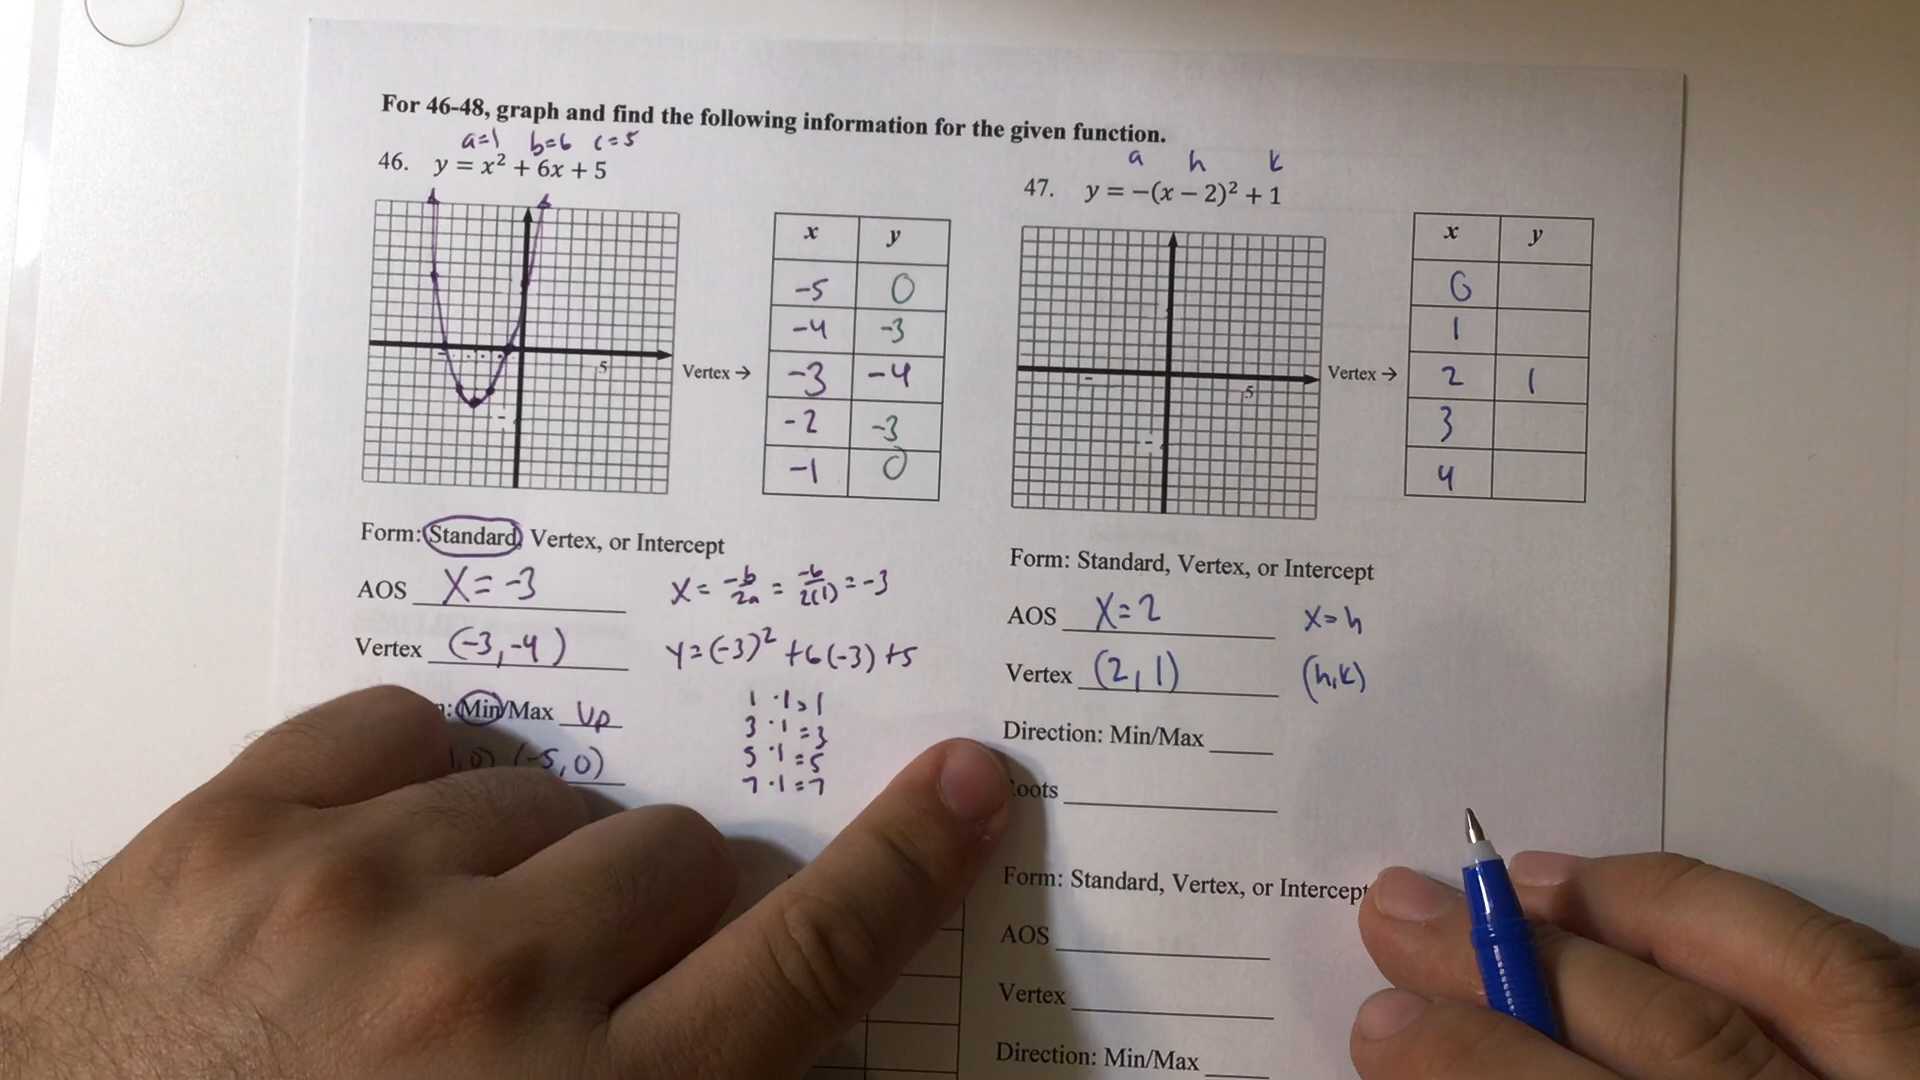 For 46-48, graph and find the following information for the given function.
a=1 b=6 c=5
46. y = x² + 6x + 5
5
Vertex →
x y
-5 0
-4 -3
-3 -4
-2 -3
-1 0
Form: Standard, Vertex, or Intercept
AOS X=-3 X= -b/2a = -6/2(1) = -3
Vertex (-3,-4) y=(-3)² +6(-3)+5
: Min/Max Up
1,0) (-5,0)
1 ·1=1
3 ·1=3
5 ·1=5
7 ·1=7
a h k
47. y = −(x − 2)² + 1
5
Vertex →
x y
0
1
2 1
3
4
Form: Standard, Vertex, or Intercept
AOS X=2 X=h
Vertex (2,1) (h,k)
Direction: Min/Max
oots
Form: Standard, Vertex, or Intercept
AOS
Vertex
Direction: Min/Max